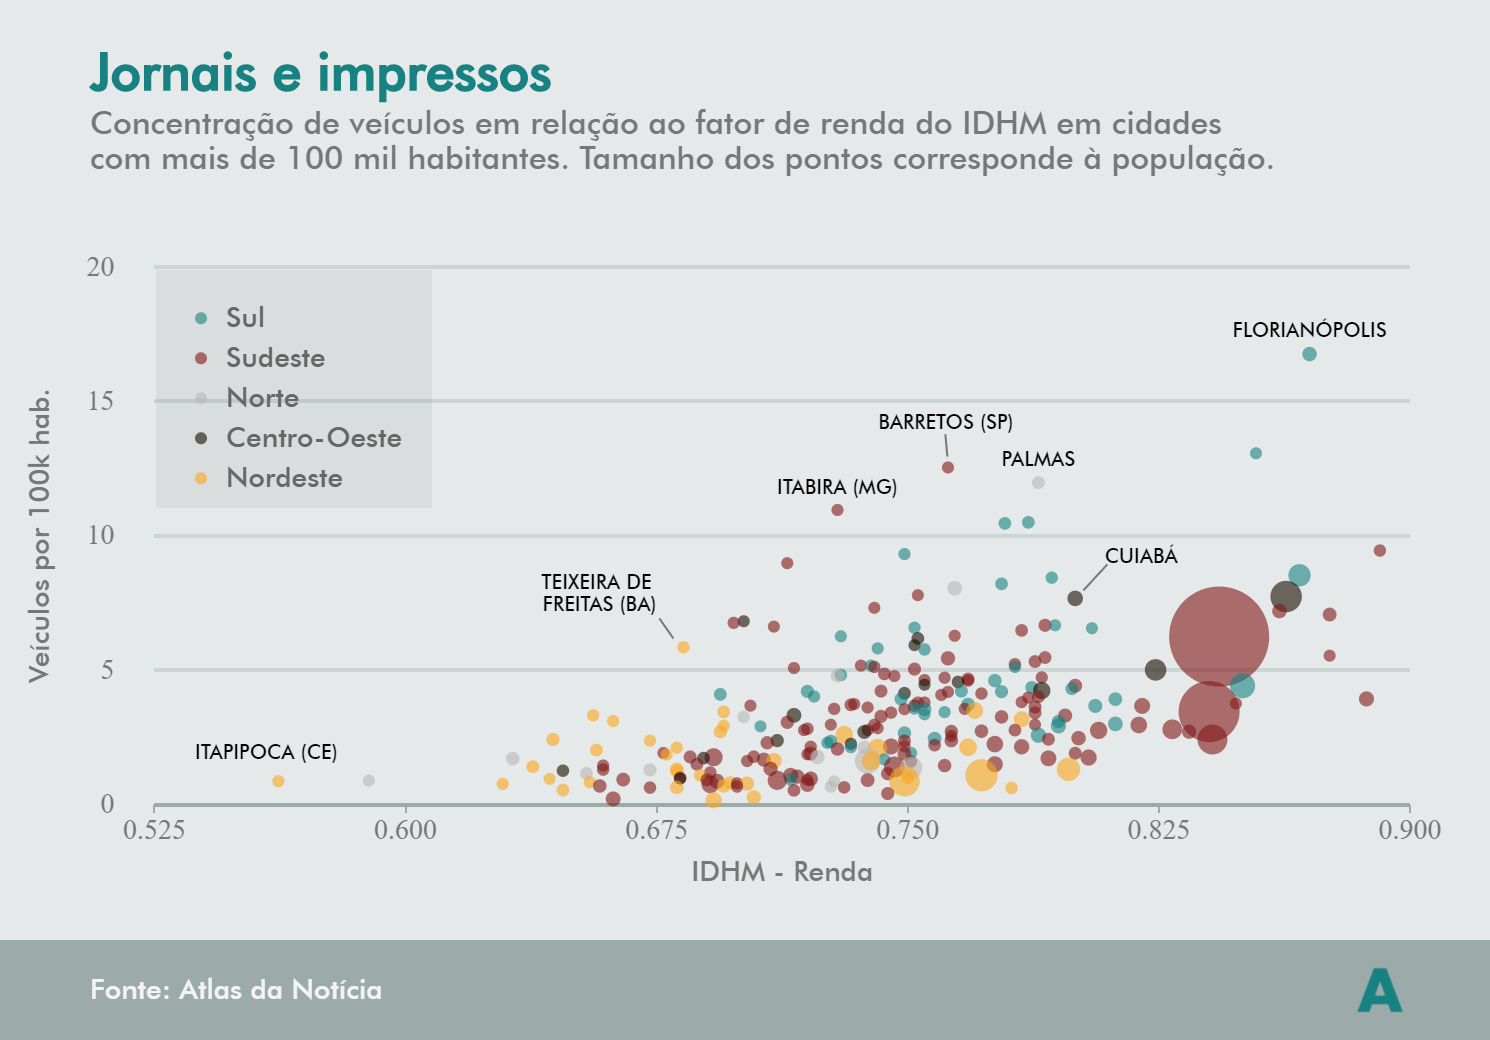 Jornais e impressos
Concentração de veículos em relação ao fator de renda do IDHM em cidades
com mais de 100 mil habitantes. Tamanho dos pontos corresponde à população.
20
15
10
5
0
Veículos por 100k hab.
Sul
Sudeste
Norte
Centro-Oeste
Nordeste
FLORIANÓPOLIS
BARRETOS (SP)
PALMAS
ITABIRA (MG)
CUIABÁ
TEIXEIRA DE
FREITAS (BA)
ITAPIPOCA (CE)
0.525
0.600
0.675
0.750
0.825
0.900
IDHM - Renda
Fonte: Atlas da Notícia
A